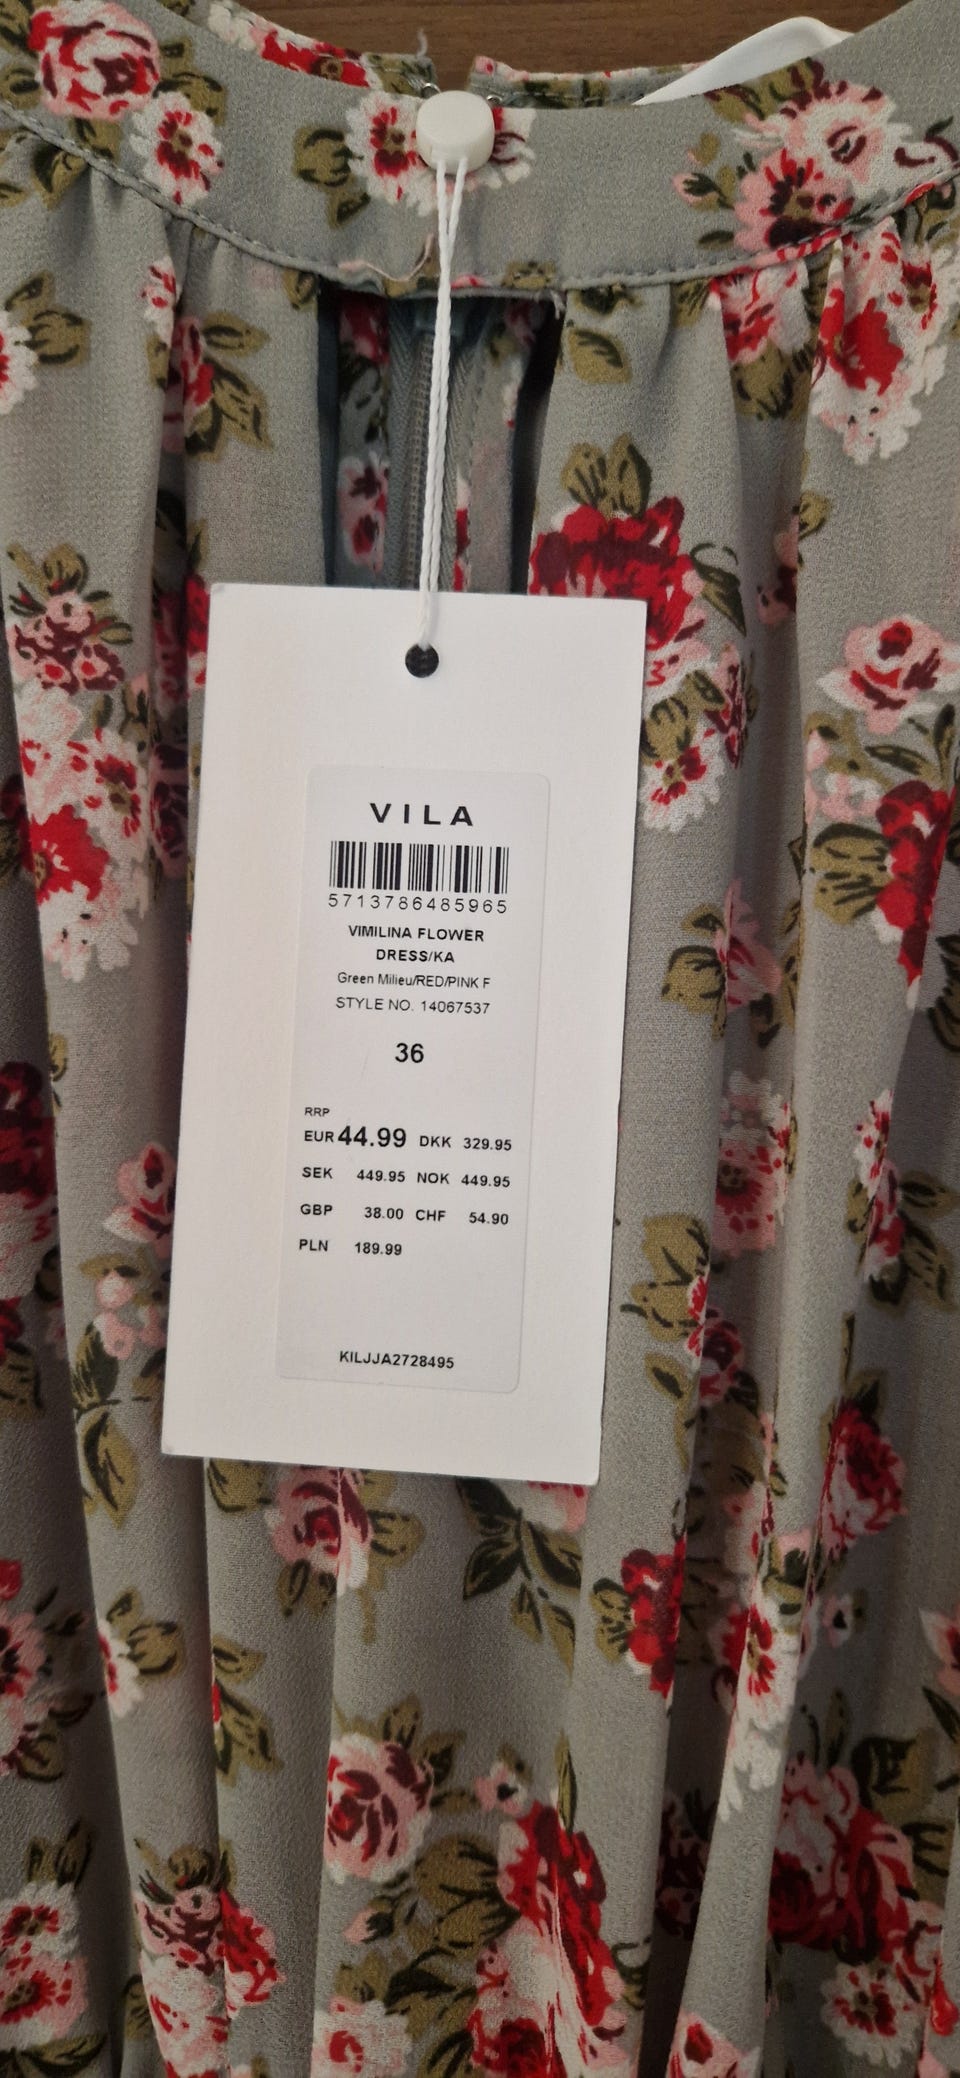 VILA
5713786485965
VIMILINA FLOWER
DRESS/KA
Green Milieu/RED/PINK F
STYLE NO. 14067537
36
RRP
EUR 44.99 DKK 329.95
SEK 449.95 NOK 449.95
GBP 38.00 CHF 54.90
PLN 189.99
KILJJA2728495